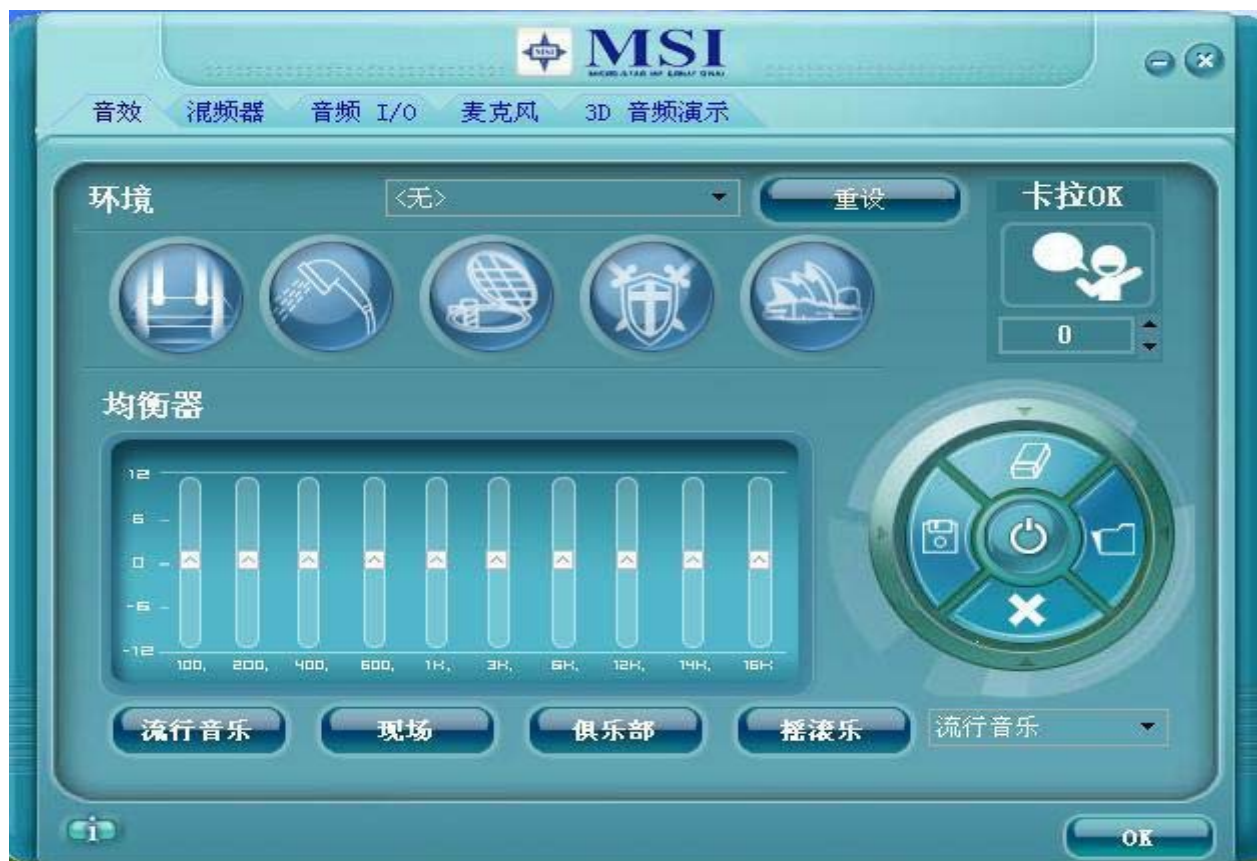 MSI
音效 混频器 音频 I/O 麦克风 3D 音频演示
环境 <无> 重设 卡拉OK
0
均衡器
12
6
0
-6
-12
100, 200, 400, 600, 1K, 3K, 6K, 12K, 14K, 16K
流行音乐 现场 俱乐部 摇滚乐 流行音乐
OK